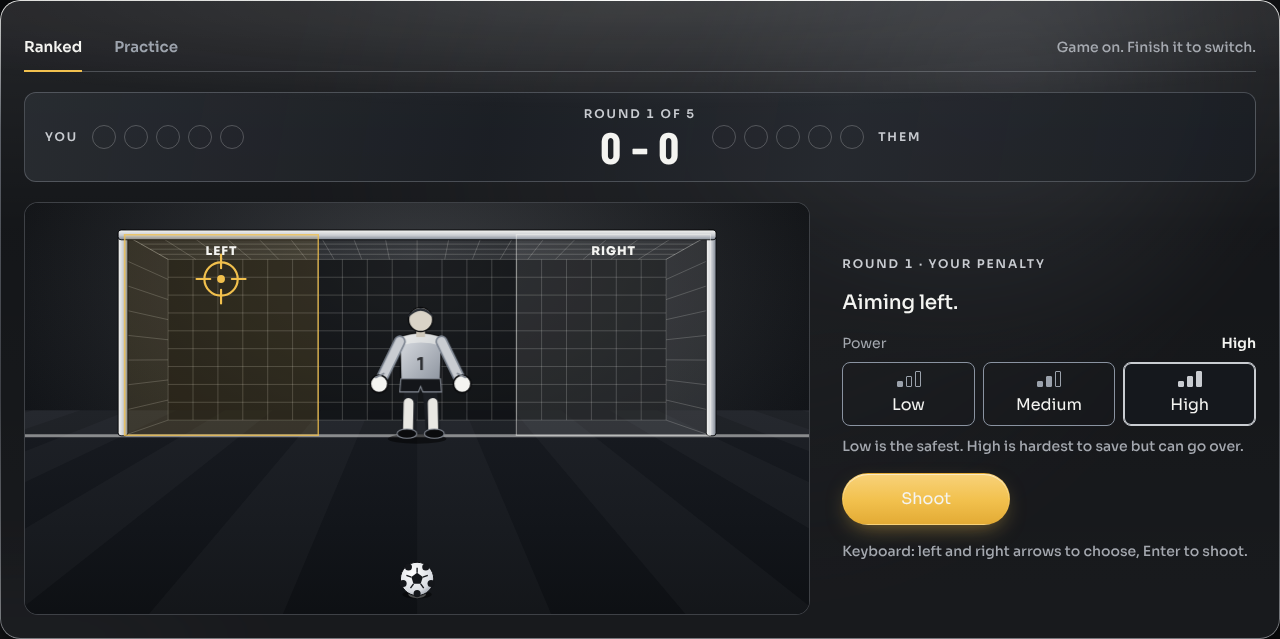 Ranked
Practice
Game on. Finish it to switch.
YOU
ROUND 1 OF 5
0 - 0
THEM
LEFT
RIGHT
1
ROUND 1 · YOUR PENALTY
Aiming left.
Power
High
Low
Medium
High
Low is the safest. High is hardest to save but can go over.
Shoot
Keyboard: left and right arrows to choose, Enter to shoot.